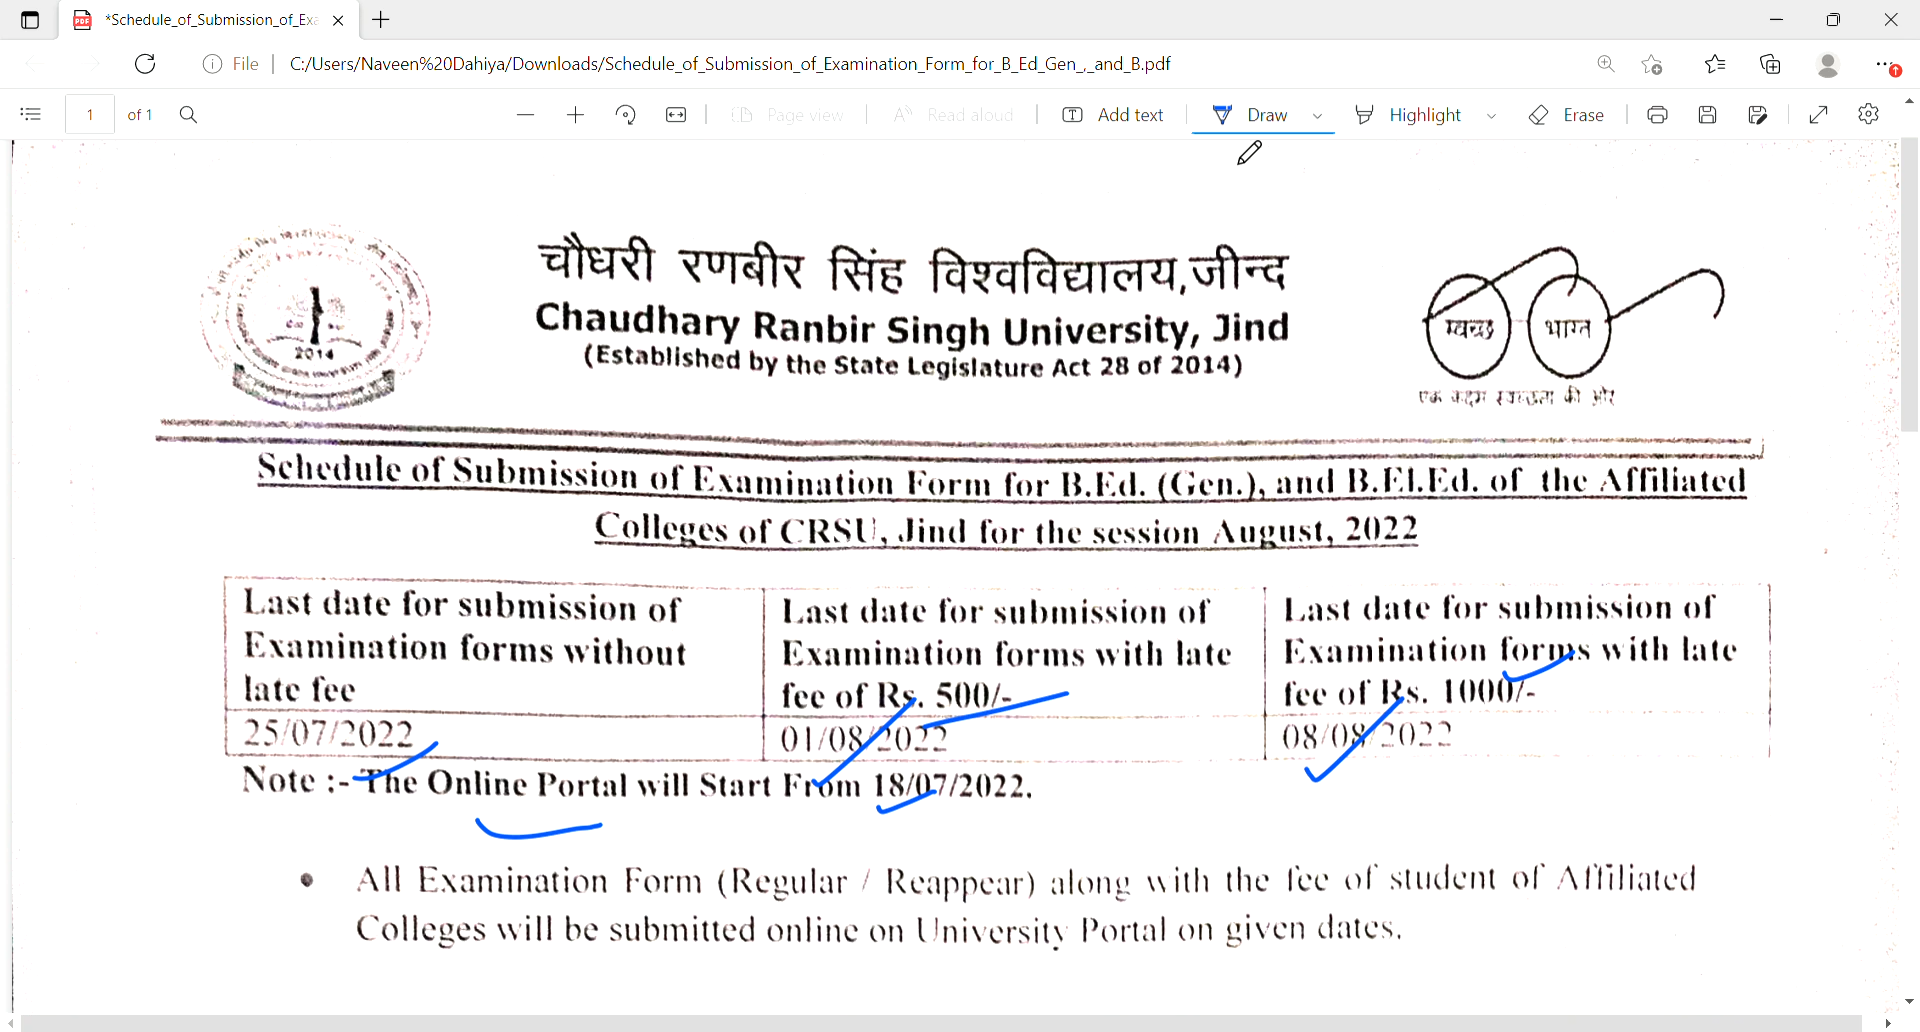 *Schedule_of_Submission_of_Exa
File
C:/Users/Naveen%20Dahiya/Downloads/Schedule_of_Submission_of_Examination_Form_for_B_Ed_Gen_,_and_B.pdf
1 of 1 Page view Read aloud Add text Draw Highlight Erase
चौधरी रणबीर सिंह विश्वविद्यालय,जीन्द
Chaudhary Ranbir Singh University, Jind
(Established by the State Legislature Act 28 of 2014)
2014
स्वच्छ भारत
एक कदम स्वच्छता की ओर
Schedule of Submission of Examination Form for B.Ed. (Gen.), and B.El.Ed. of the Affiliated
Colleges of CRSU, Jind for the session August, 2022
Last date for submission of
Examination forms without
late fee
Last date for submission of
Examination forms with late
fee of Rs. 500/-
Last date for submission of
Examination forms with late
fee of Rs. 1000/-
25/07/2022
01/08/2022
08/08/2022
Note :- The Online Portal will Start From 18/07/2022.
• All Examination Form (Regular / Reappear) along with the fee of student of Affiliated
Colleges will be submitted online on University Portal on given dates.